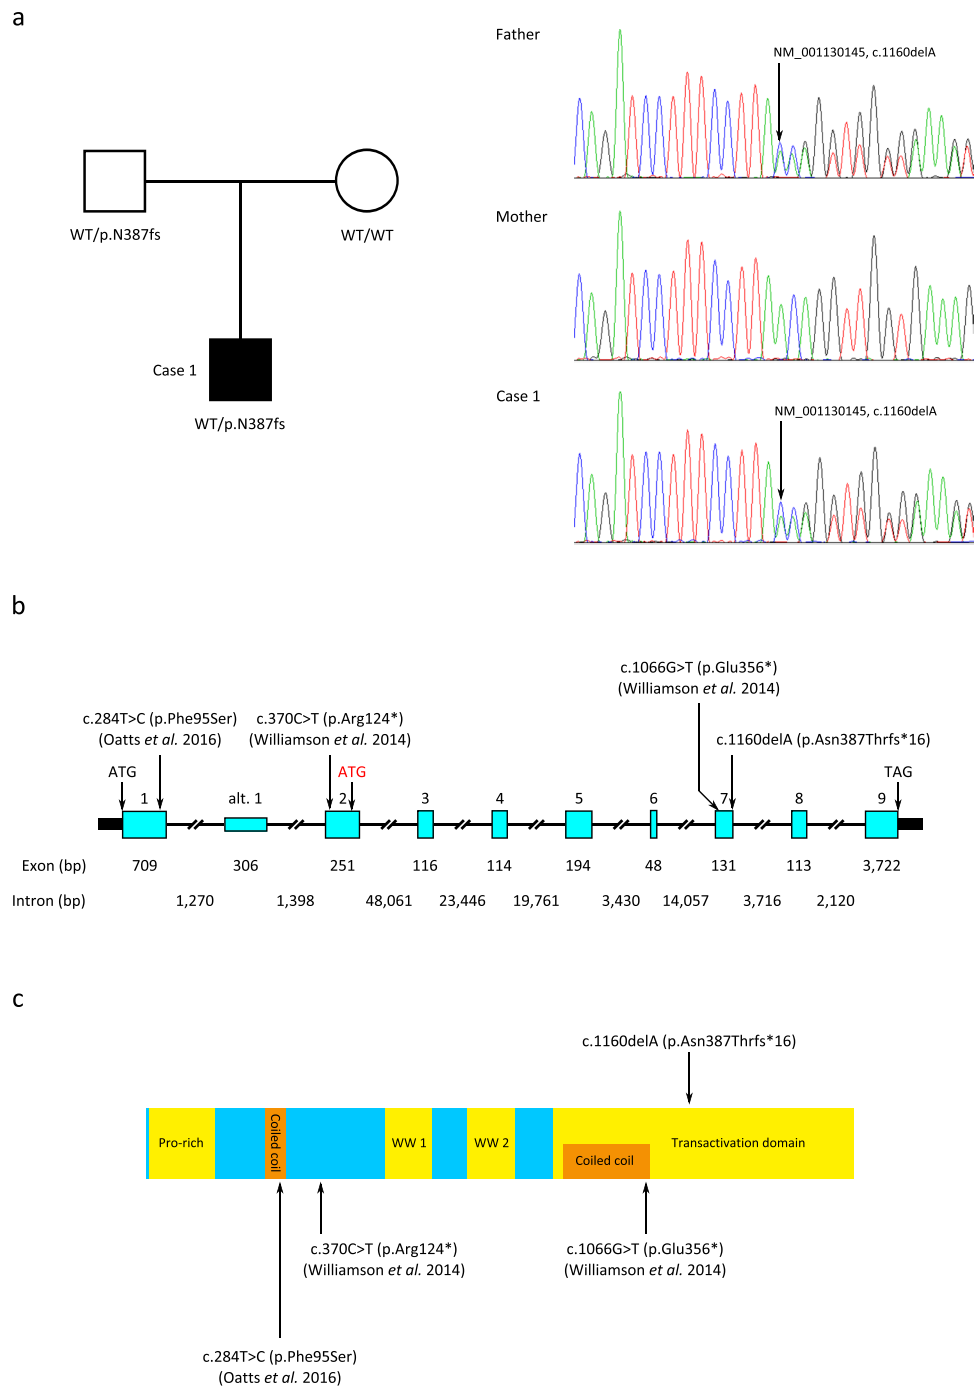 a
Father
NM_001130145, c.1160delA
WT/p.N387fs
WT/WT
Mother
Case 1
WT/p.N387fs
Case 1
NM_001130145, c.1160delA
b
c.1066G>T (p.Glu356*)
(Williamson et al. 2014)
c.284T>C (p.Phe95Ser)
(Oatts et al. 2016)
c.370C>T (p.Arg124*)
(Williamson et al. 2014)
c.1160delA (p.Asn387Thrfs*16)
ATG
ATG
TAG
1 alt. 1 2 3 4 5 6 7 8 9
Exon (bp) 709 306 251 116 114 194 48 131 113 3,722
Intron (bp) 1,270 1,398 48,061 23,446 19,761 3,430 14,057 3,716 2,120
c
c.1160delA (p.Asn387Thrfs*16)
Pro-rich
Coiled coil
WW 1
WW 2
Coiled coil
Transactivation domain
c.370C>T (p.Arg124*)
(Williamson et al. 2014)
c.1066G>T (p.Glu356*)
(Williamson et al. 2014)
c.284T>C (p.Phe95Ser)
(Oatts et al. 2016)